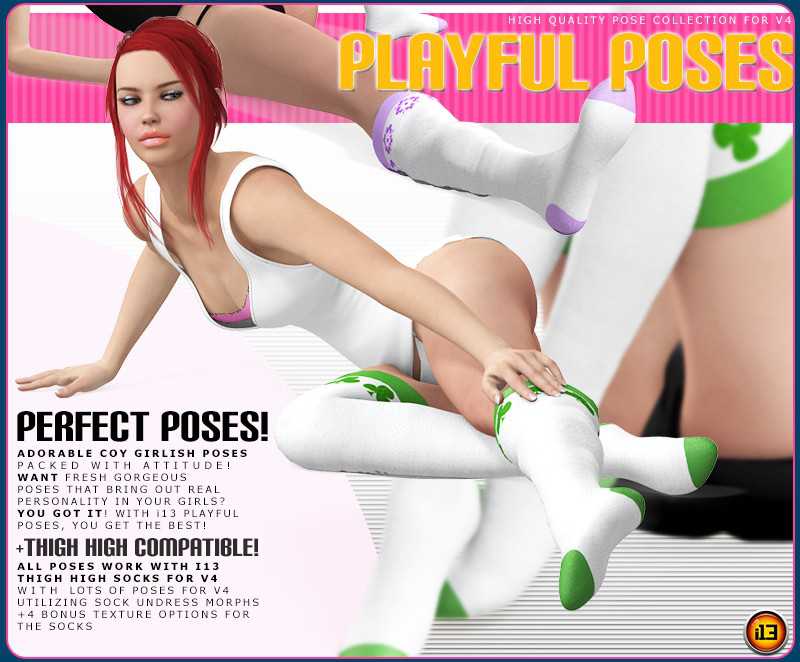 HIGH QUALITY POSE COLLECTION FOR V4
PLAYFUL POSES
PERFECT POSES!
ADORABLE COY GIRLISH POSES
PACKED WITH ATTITUDE!
WANT FRESH GORGEOUS
POSES THAT BRING OUT REAL
PERSONALITY IN YOUR GIRLS?
YOU GOT IT! WITH i13 PLAYFUL
POSES, YOU GET THE BEST!
+THIGH HIGH COMPATIBLE!
ALL POSES WORK WITH I13
THIGH HIGH SOCKS FOR V4
WITH LOTS OF POSES FOR V4
UTILIZING SOCK UNDRESS MORPHS
+4 BONUS TEXTURE OPTIONS FOR
THE SOCKS
i13